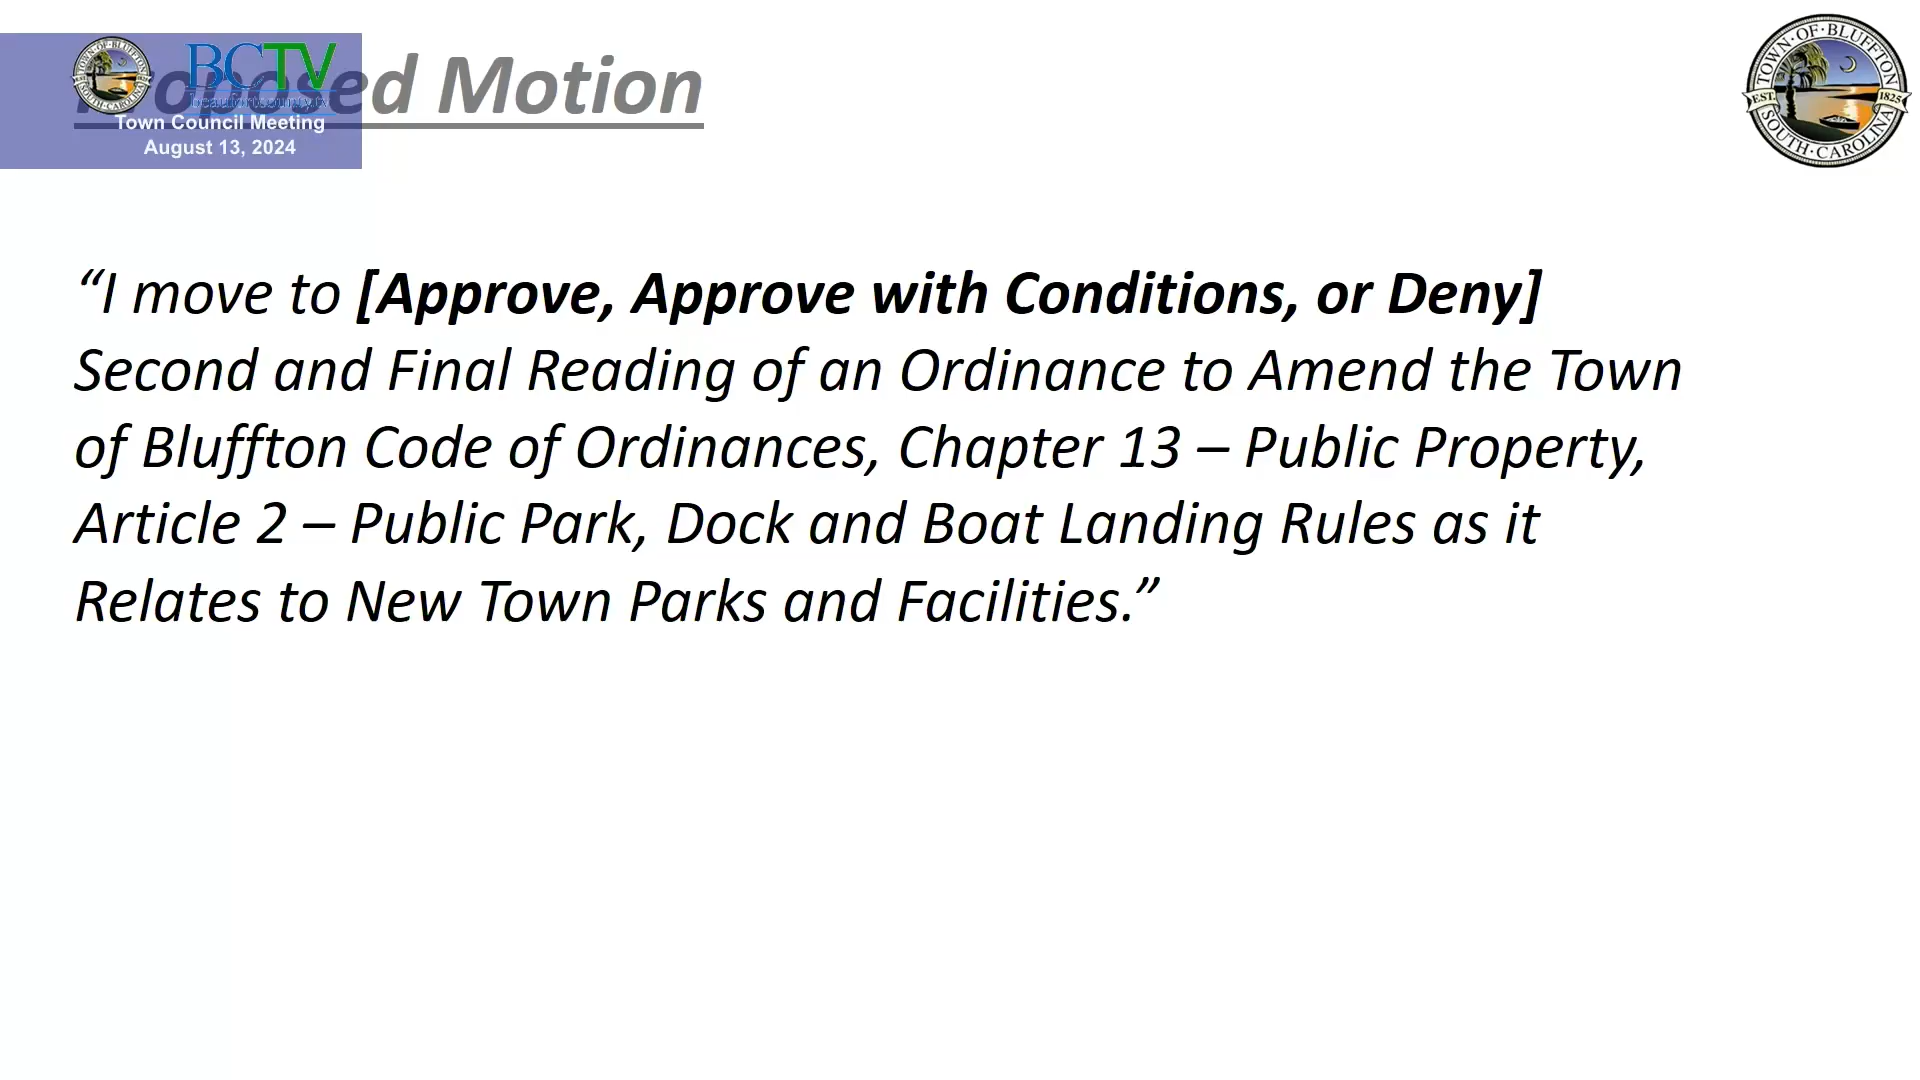 Proposed Motion
BCTV
Town Council Meeting
August 13, 2024
TOWN·OF·BLUFFTON
EST. 1825
SOUTH·CAROLINA
“I move to [Approve, Approve with Conditions, or Deny]
Second and Final Reading of an Ordinance to Amend the Town
of Bluffton Code of Ordinances, Chapter 13 – Public Property,
Article 2 – Public Park, Dock and Boat Landing Rules as it
Relates to New Town Parks and Facilities.”